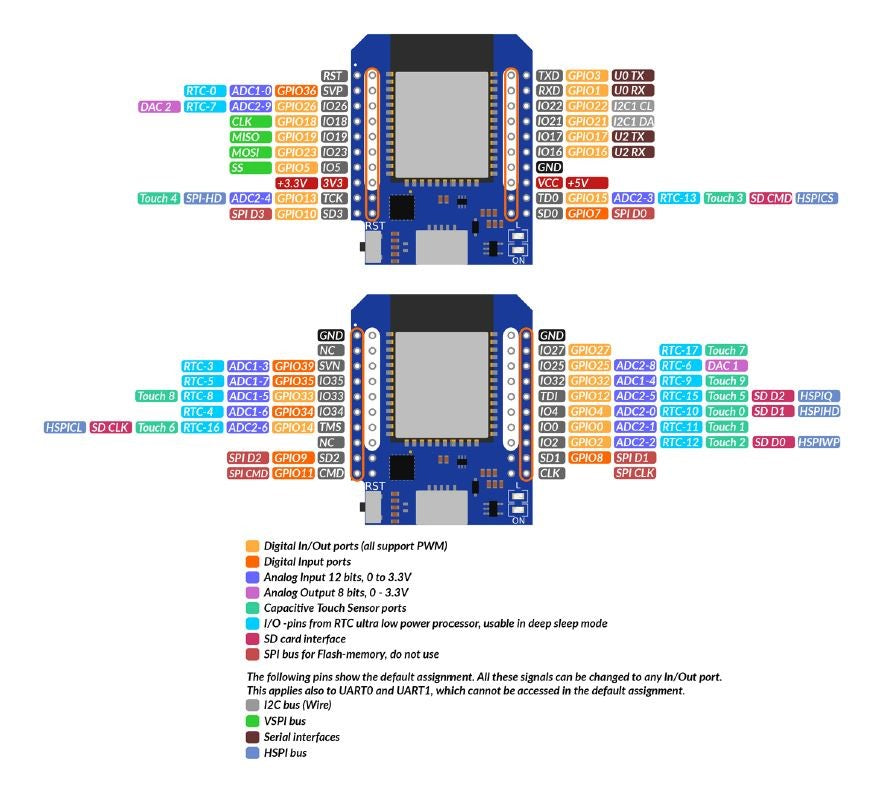 RST TXD GPIO3 U0 TX
RTC-0 ADC1-0 GPIO36 SVP RXD GPIO1 U0 RX
DAC 2 RTC-7 ADC2-9 GPIO26 IO26 IO22 GPIO22 I2C1 CL
CLK GPIO18 IO18 IO21 GPIO21 I2C1 DA
MISO GPIO19 IO19 IO17 GPIO17 U2 TX
MOSI GPIO23 IO23 IO16 GPIO16 U2 RX
SS GPIO5 IO5 GND
+3.3V 3V3 VCC +5V
Touch 4 SPI-HD ADC2-4 GPIO13 TCK TD0 GPIO15 ADC2-3 RTC-13 Touch 3 SD CMD HSPICS
SPI D3 GPIO10 SD3 SD0 GPIO7 SPI D0
RST L
ON
GND GND
NC IO27 GPIO27 RTC-17 Touch 7
RTC-3 ADC1-3 GPIO39 SVN IO25 GPIO25 ADC2-8 RTC-6 DAC 1
RTC-5 ADC1-7 GPIO35 IO35 IO32 GPIO32 ADC1-4 RTC-9 Touch 9
Touch 8 RTC-8 ADC1-5 GPIO33 IO33 TDI GPIO12 ADC2-5 RTC-15 Touch 5 SD D2 HSPIQ
RTC-4 ADC1-6 GPIO34 IO34 IO4 GPIO4 ADC2-0 RTC-10 Touch 0 SD D1 HSPIHD
HSPICL SD CLK Touch 6 RTC-16 ADC2-6 GPIO14 TMS IO0 GPIO0 ADC2-1 RTC-11 Touch 1
NC IO2 GPIO2 ADC2-2 RTC-12 Touch 2 SD D0 HSPIWP
SPI D2 GPIO9 SD2 SD1 GPIO8 SPI D1
SPI CMD GPIO11 CMD CLK SPI CLK
RST L
ON
Digital In/Out ports (all support PWM)
Digital Input ports
Analog Input 12 bits, 0 to 3.3V
Analog Output 8 bits, 0 - 3.3V
Capacitive Touch Sensor ports
I/O -pins from RTC ultra low power processor, usable in deep sleep mode
SD card interface
SPI bus for Flash-memory, do not use
The following pins show the default assignment. All these signals can be changed to any In/Out port.
This applies also to UART0 and UART1, which cannot be accessed in the default assignment.
I2C bus (Wire)
VSPI bus
Serial interfaces
HSPI bus